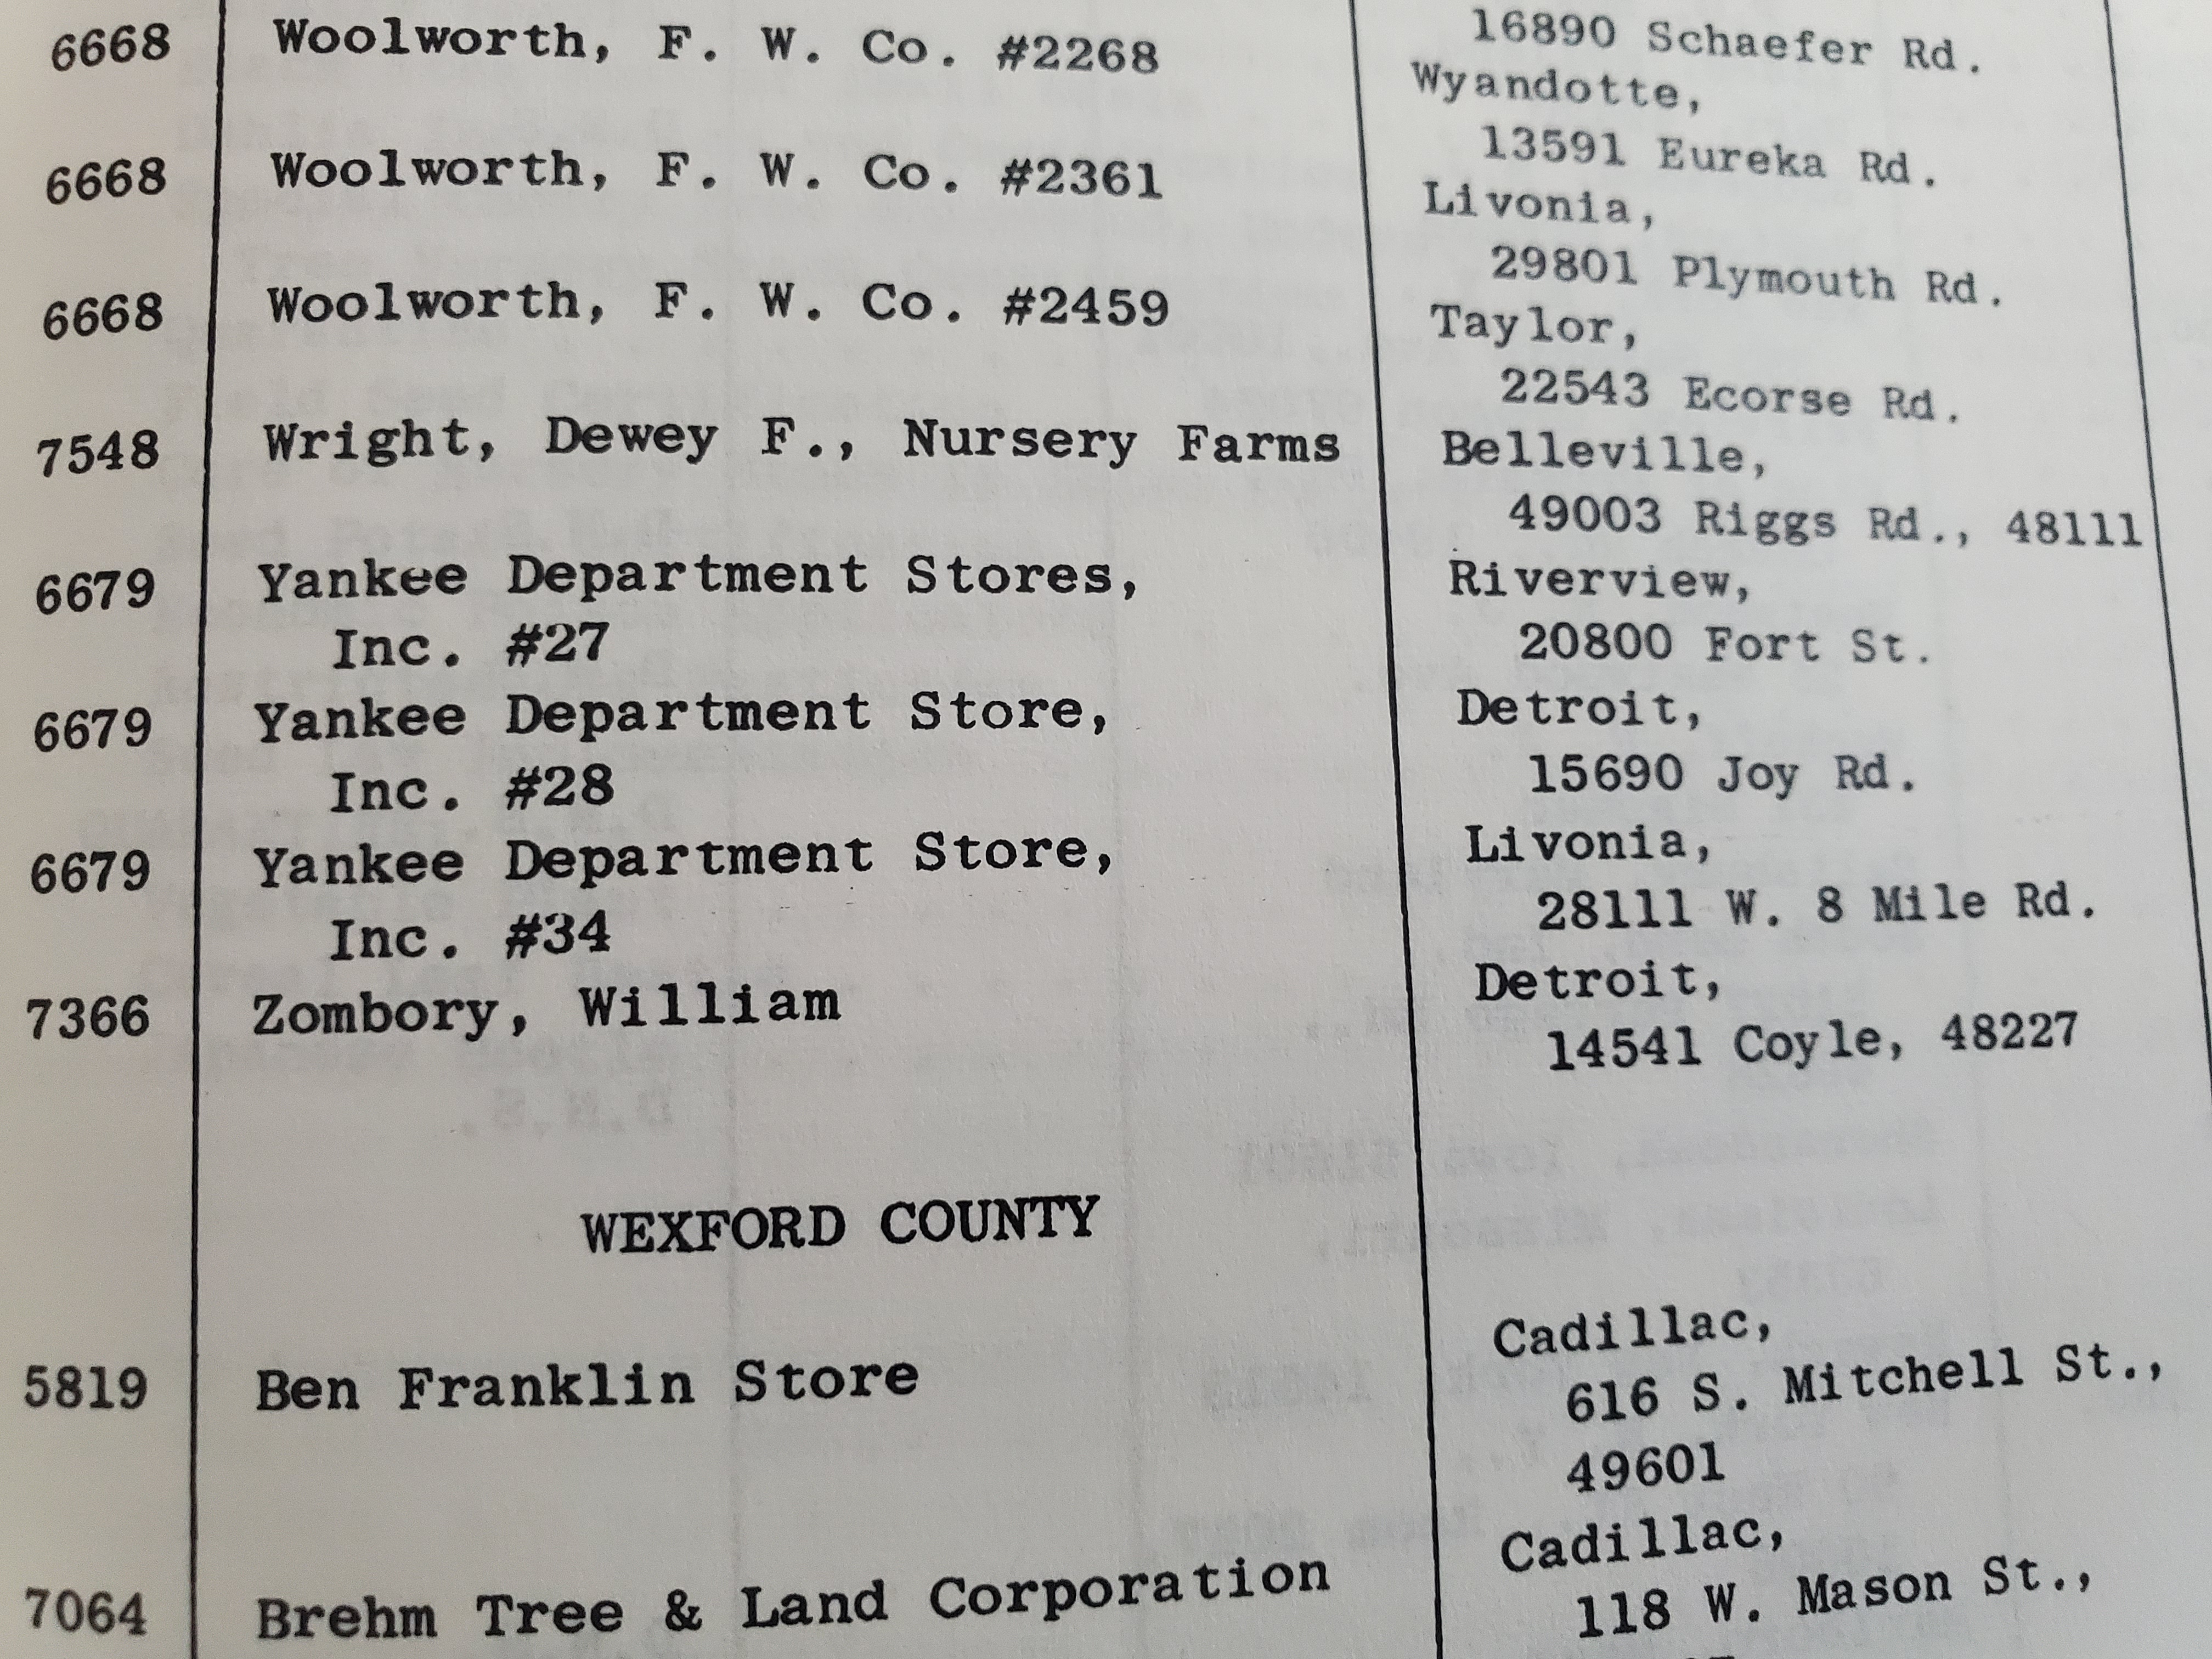 16890 Schaefer Rd.
6668 Woolworth, F. W. Co. #2268 Wyandotte,
13591 Eureka Rd.
6668 Woolworth, F. W. Co. #2361 Livonia,
29801 Plymouth Rd.
6668 Woolworth, F. W. Co. #2459 Taylor,
22543 Ecorse Rd.
7548 Wright, Dewey F., Nursery Farms Belleville,
49003 Riggs Rd., 48111
6679 Yankee Department Stores, Riverview,
Inc. #27 20800 Fort St.
6679 Yankee Department Store, Detroit,
Inc. #28 15690 Joy Rd.
6679 Yankee Department Store, Livonia,
Inc. #34 28111 W. 8 Mile Rd.
7366 Zombory, William Detroit,
14541 Coyle, 48227
WEXFORD COUNTY
5819 Ben Franklin Store Cadillac,
616 S. Mitchell St.,
49601
7064 Brehm Tree & Land Corporation Cadillac,
118 W. Mason St.,